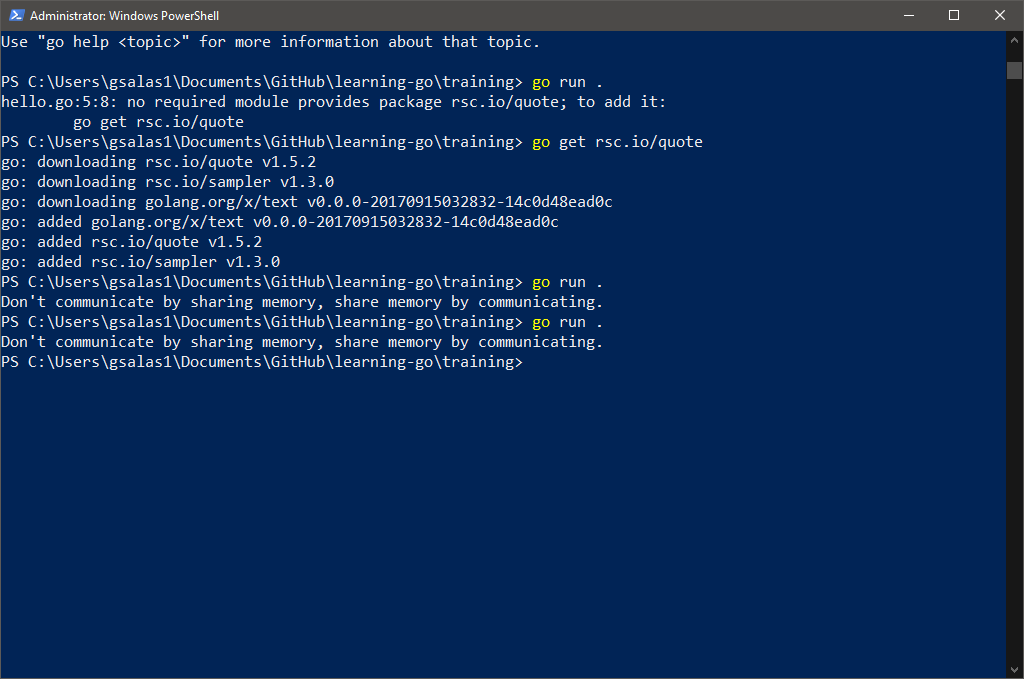 Administrator: Windows PowerShell
Use "go help <topic>" for more information about that topic.
PS C:\Users\gsalas1\Documents\GitHub\learning-go\training> go run .
hello.go:5:8: no required module provides package rsc.io/quote; to add it:
        go get rsc.io/quote
PS C:\Users\gsalas1\Documents\GitHub\learning-go\training> go get rsc.io/quote
go: downloading rsc.io/quote v1.5.2
go: downloading rsc.io/sampler v1.3.0
go: downloading golang.org/x/text v0.0.0-20170915032832-14c0d48ead0c
go: added golang.org/x/text v0.0.0-20170915032832-14c0d48ead0c
go: added rsc.io/quote v1.5.2
go: added rsc.io/sampler v1.3.0
PS C:\Users\gsalas1\Documents\GitHub\learning-go\training> go run .
Don't communicate by sharing memory, share memory by communicating.
PS C:\Users\gsalas1\Documents\GitHub\learning-go\training> go run .
Don't communicate by sharing memory, share memory by communicating.
PS C:\Users\gsalas1\Documents\GitHub\learning-go\training>